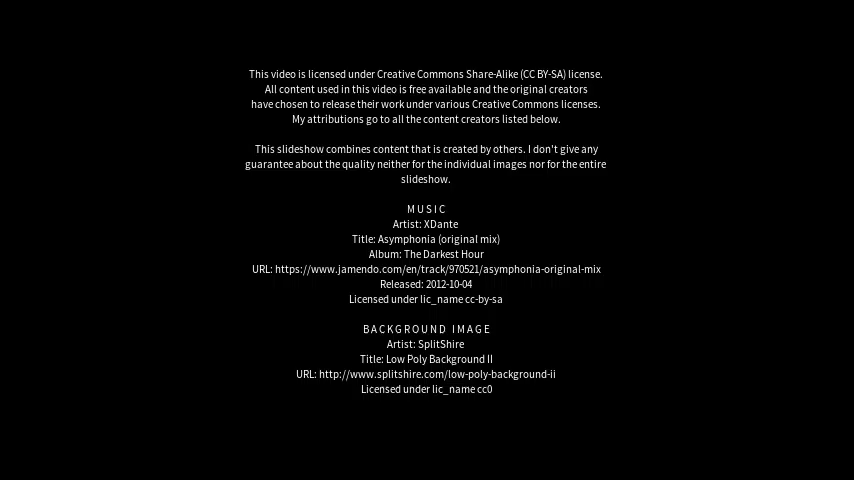 This video is licensed under Creative Commons Share-Alike (CC BY-SA) license.
All content used in this video is free available and the original creators
have chosen to release their work under various Creative Commons licenses.
My attributions go to all the content creators listed below.
This slideshow combines content that is created by others. I don't give any
guarantee about the quality neither for the individual images nor for the entire
slideshow.
MUSIC
Artist: XDante
Title: Asymphonia (original mix)
Album: The Darkest Hour
URL: https://www.jamendo.com/en/track/970521/asymphonia-original-mix
Released: 2012-10-04
Licensed under lic_name cc-by-sa
BACKGROUND IMAGE
Artist: SplitShire
Title: Low Poly Background II
URL: http://www.splitshire.com/low-poly-background-ii
Licensed under lic_name cc0